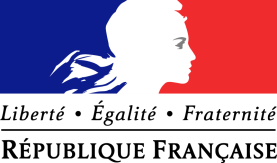 Liberté • Égalité • Fraternité
RÉPUBLIQUE FRANÇAISE